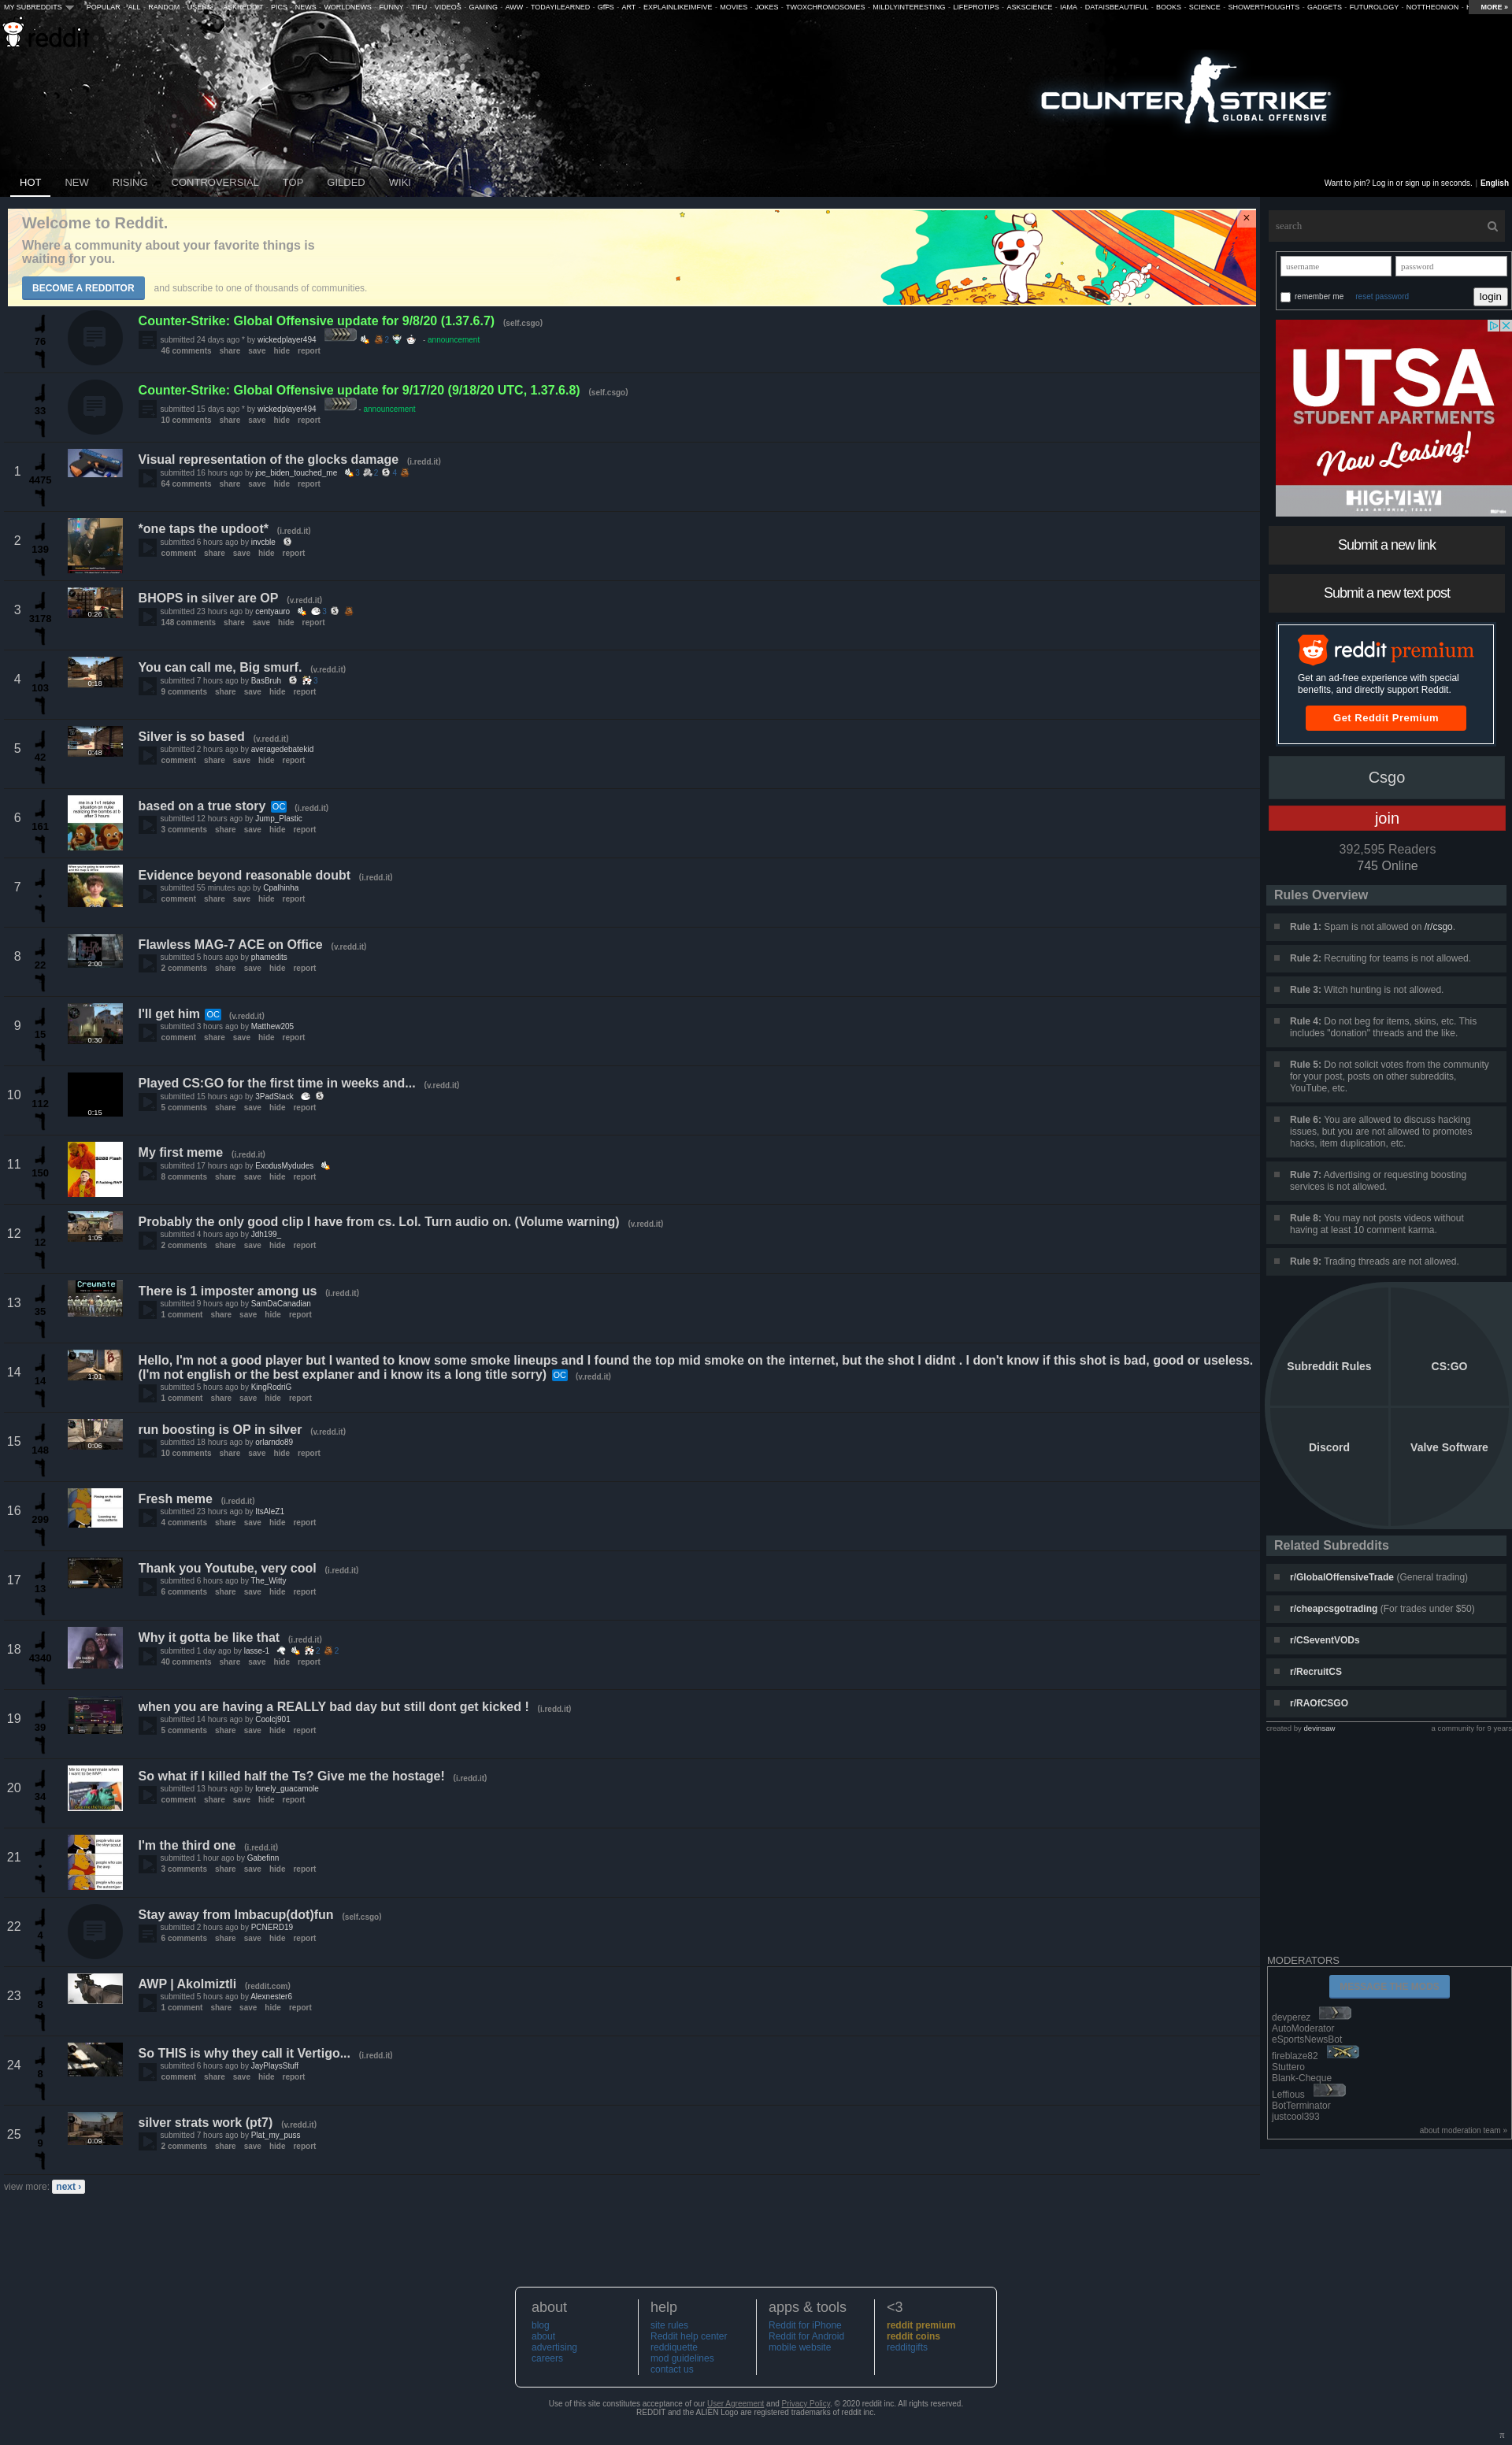 MY SUBREDDITS POPULAR - ALL - RANDOM - USERS - ASKREDDIT - PICS - NEWS - WORLDNEWS - FUNNY - TIFU - VIDEOS - GAMING - AWW - TODAYILEARNED - GIFS - EXPLAINLIKEIMFIVE - MOVIES - JOKES - TWOXCHROMOSOMES - MILDLYINTERESTING - LIFEPROTIPS - ASKSCIENCE - IAMA - DATAISBEAUTIFUL - BOOKS - SCIENCE - SHOWERTHOUGHTS - GADGETS - FUTUROLOGY - NOTTHEONION - MORE »
reddit
COUNTER STRIKE
GLOBAL OFFENSIVE
HOT NEW RISING CONTROVERSIAL TOP GILDED WIKI
Want to join? Log in or sign up in seconds. | English
Welcome to Reddit.
Where a community about your favorite things is
waiting for you.
BECOME A REDDITOR and subscribe to one of thousands of communities.
76
Counter-Strike: Global Offensive update for 9/8/20 (1.37.6.7) (self.csgo)
submitted 24 days ago * by wickedplayer494 2 - announcement
46 comments share save hide report
33
Counter-Strike: Global Offensive update for 9/17/20 (9/18/20 UTC, 1.37.6.8) (self.csgo)
submitted 15 days ago * by wickedplayer494 - announcement
10 comments share save hide report
1
4475
Visual representation of the glocks damage (i.redd.it)
submitted 16 hours ago by joe_biden_touched_me 3 2 4
64 comments share save hide report
2
139
*one taps the updoot* (i.redd.it)
submitted 6 hours ago by invcble
comment share save hide report
3
3178
0:26
BHOPS in silver are OP (v.redd.it)
submitted 23 hours ago by centyauro 3
148 comments share save hide report
4
103
0:18
You can call me, Big smurf. (v.redd.it)
submitted 7 hours ago by BasBruh 3
9 comments share save hide report
5
42
0:48
Silver is so based (v.redd.it)
submitted 2 hours ago by averagedebatekid
comment share save hide report
6
161
me in a 1v1 retake
situation on nuke
realizing the bombs at b
after 3 hours
based on a true story OC (i.redd.it)
submitted 12 hours ago by Jump_Plastic
3 comments share save hide report
7
•
Evidence beyond reasonable doubt (i.redd.it)
submitted 55 minutes ago by Cpalhinha
comment share save hide report
8
22
2:00
Flawless MAG-7 ACE on Office (v.redd.it)
submitted 5 hours ago by phamedits
2 comments share save hide report
9
15
0:30
I'll get him OC (v.redd.it)
submitted 3 hours ago by Matthew205
comment share save hide report
10
112
0:15
Played CS:GO for the first time in weeks and... (v.redd.it)
submitted 15 hours ago by 3PadStack
5 comments share save hide report
11
150
My first meme (i.redd.it)
submitted 17 hours ago by ExodusMydudes
8 comments share save hide report
12
12
1:05
Probably the only good clip I have from cs. Lol. Turn audio on. (Volume warning) (v.redd.it)
submitted 4 hours ago by Jdh199_
2 comments share save hide report
13
35
Crewmate
There is 1 imposter among us (i.redd.it)
submitted 9 hours ago by SamDaCanadian
1 comment share save hide report
14
14
1:01
Hello, I'm not a good player but I wanted to know some smoke lineups and I found the top mid smoke on the internet, but the shot I didnt . I don't know if this shot is bad, good or useless.
(I'm not english or the best explaner and i know its a long title sorry) OC (v.redd.it)
submitted 5 hours ago by KingRodriG
1 comment share save hide report
15
148
0:06
run boosting is OP in silver (v.redd.it)
submitted 18 hours ago by orlarndo89
10 comments share save hide report
16
299
Fresh meme (i.redd.it)
submitted 23 hours ago by ItsAleZ1
4 comments share save hide report
17
13
Thank you Youtube, very cool (i.redd.it)
submitted 6 hours ago by The_Witty
6 comments share save hide report
18
4340
Why it gotta be like that (i.redd.it)
submitted 1 day ago by lasse-1 2 2
40 comments share save hide report
19
39
when you are having a REALLY bad day but still dont get kicked ! (i.redd.it)
submitted 14 hours ago by Coolcj901
5 comments share save hide report
20
34
So what if I killed half the Ts? Give me the hostage! (i.redd.it)
submitted 13 hours ago by lonely_guacamole
comment share save hide report
21
•
I'm the third one (i.redd.it)
submitted 1 hour ago by Gabefinn
3 comments share save hide report
22
4
Stay away from Imbacup(dot)fun (self.csgo)
submitted 2 hours ago by PCNERD19
6 comments share save hide report
23
8
AWP | Akolmiztli (reddit.com)
submitted 5 hours ago by Alexnester6
1 comment share save hide report
24
8
So THIS is why they call it Vertigo... (i.redd.it)
submitted 6 hours ago by JayPlaysStuff
comment share save hide report
25
9
0:09
silver strats work (pt7) (v.redd.it)
submitted 7 hours ago by Plat_my_puss
2 comments share save hide report
view more: next ›
search
username password
remember me reset password login
UTSA
STUDENT APARTMENTS
Now Leasing!
HIGHVIEW
SAN ANTONIO, TEXAS
Submit a new link
Submit a new text post
reddit premium
Get an ad-free experience with special
benefits, and directly support Reddit.
Get Reddit Premium
Csgo
join
392,595 Readers
745 Online
Rules Overview
Rule 1: Spam is not allowed on /r/csgo.
Rule 2: Recruiting for teams is not allowed.
Rule 3: Witch hunting is not allowed.
Rule 4: Do not beg for items, skins, etc. This
includes "donation" threads and the like.
Rule 5: Do not solicit votes from the community
for your post, posts on other subreddits,
YouTube, etc.
Rule 6: You are allowed to discuss hacking
issues, but you are not allowed to promotes
hacks, item duplication, etc.
Rule 7: Advertising or requesting boosting
services is not allowed.
Rule 8: You may not posts videos without
having at least 10 comment karma.
Rule 9: Trading threads are not allowed.
Subreddit Rules CS:GO
Discord Valve Software
Related Subreddits
r/GlobalOffensiveTrade (General trading)
r/cheapcsgotrading (For trades under $50)
r/CSeventVODs
r/RecruitCS
r/RAOfCSGO
created by devinsaw a community for 9 years
MODERATORS
devperez
AutoModerator
eSportsNewsBot
fireblaze82
Stuttero
Blank-Cheque
Leffious
BotTerminator
justcool393
about moderation team »
about
blog
about
advertising
careers
help
site rules
Reddit help center
reddiquette
mod guidelines
contact us
apps & tools
Reddit for iPhone
Reddit for Android
mobile website
<3
reddit premium
reddit coins
redditgifts
Use of this site constitutes acceptance of our User Agreement and Privacy Policy. © 2020 reddit inc. All rights reserved.
REDDIT and the ALIEN Logo are registered trademarks of reddit inc.